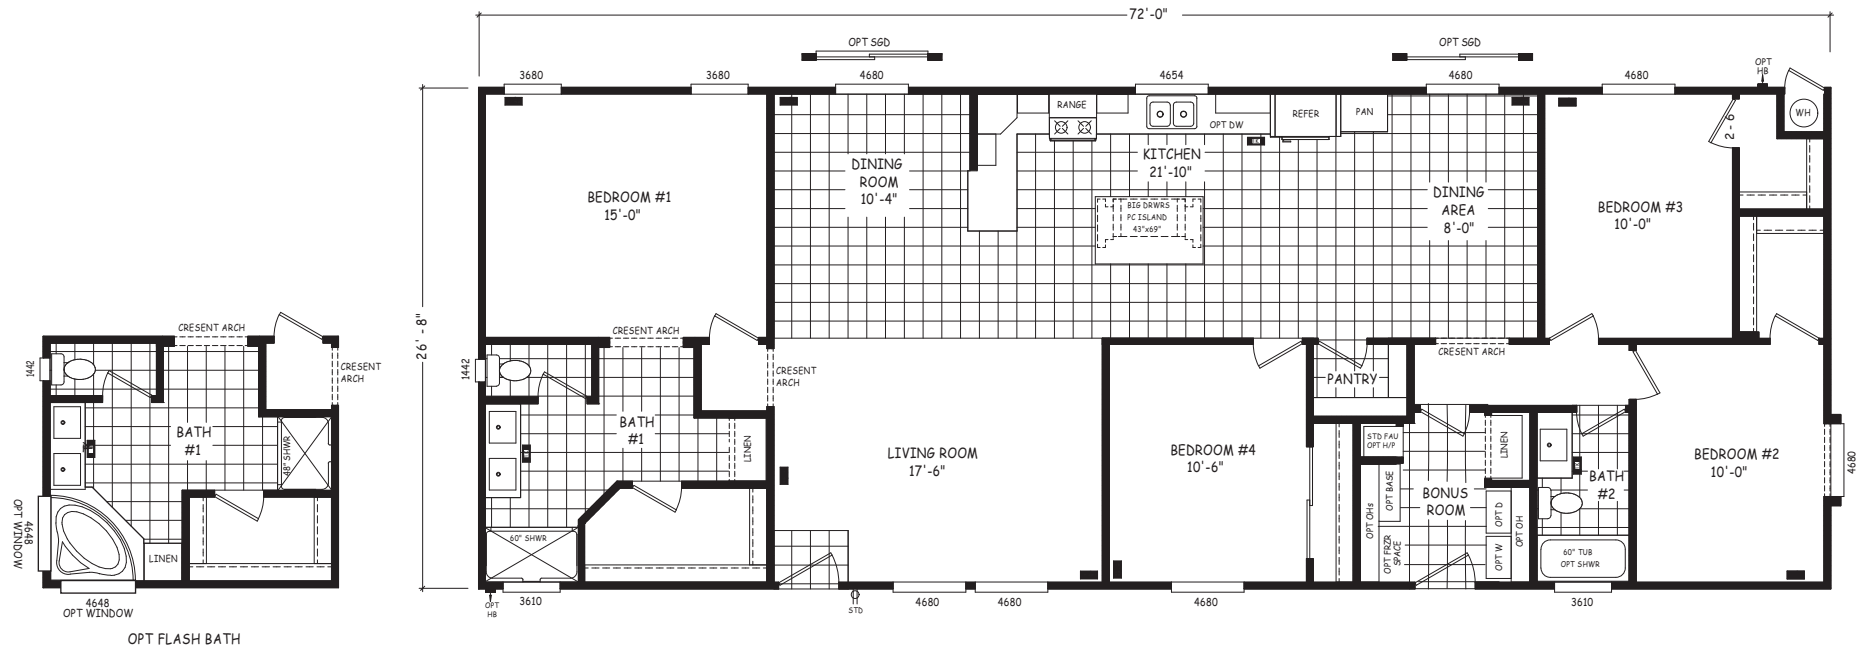 72'-0"
OPT SGD
OPT SGD
3680
3680
4680
4654
4680
4680
OPT
HB
26'-8"
BEDROOM #1
15'-0"
DINING
ROOM
10'-4"
RANGE
OPT DW
REFER
PAN
KITCHEN
21'-10"
BIG DRWRS
PC ISLAND
43"x69"
DINING
AREA
8'-0"
BEDROOM #3
10'-0"
2-6
WH
CRESENT ARCH
1442
CRESENT
ARCH
BATH
#1
LINEN
60" SHWR
LIVING ROOM
17'-6"
BEDROOM #4
10'-6"
PANTRY
CRESENT ARCH
STD FAU
OPT H/P
OPT BASE
OPT OHs
OPT FRZR
SPACE
BONUS
ROOM
LINEN
OPT D
OPT W
OPT OH
BATH
#2
60" TUB
OPT SHWR
BEDROOM #2
10'-0"
4680
OPT
HB
3610
STD
4680
4680
4680
3610
CRESENT ARCH
CRESENT
ARCH
1442
BATH
#1
48" SHWR
LINEN
4648
OPT WINDOW
4648
OPT WINDOW
OPT FLASH BATH